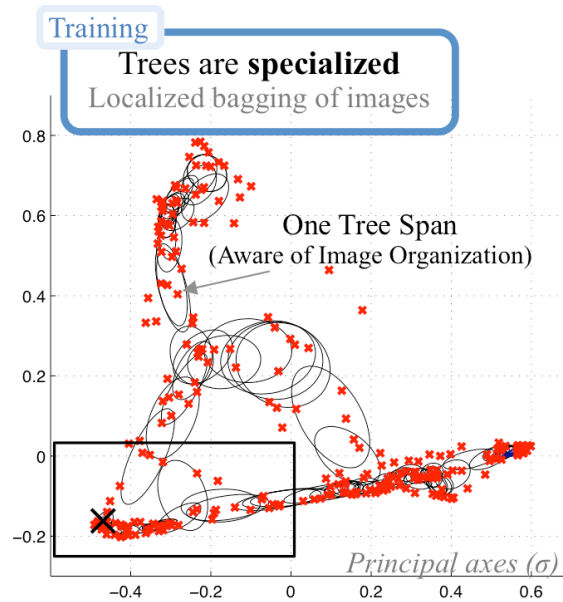 Training
Trees are specialized
Localized bagging of images
0.8
One Tree Span
0.6
(Aware of Image Organization)
0.4
0.2
0
−0.2
Principal axes (σ)
−0.4 −0.2 0 0.2 0.4 0.6